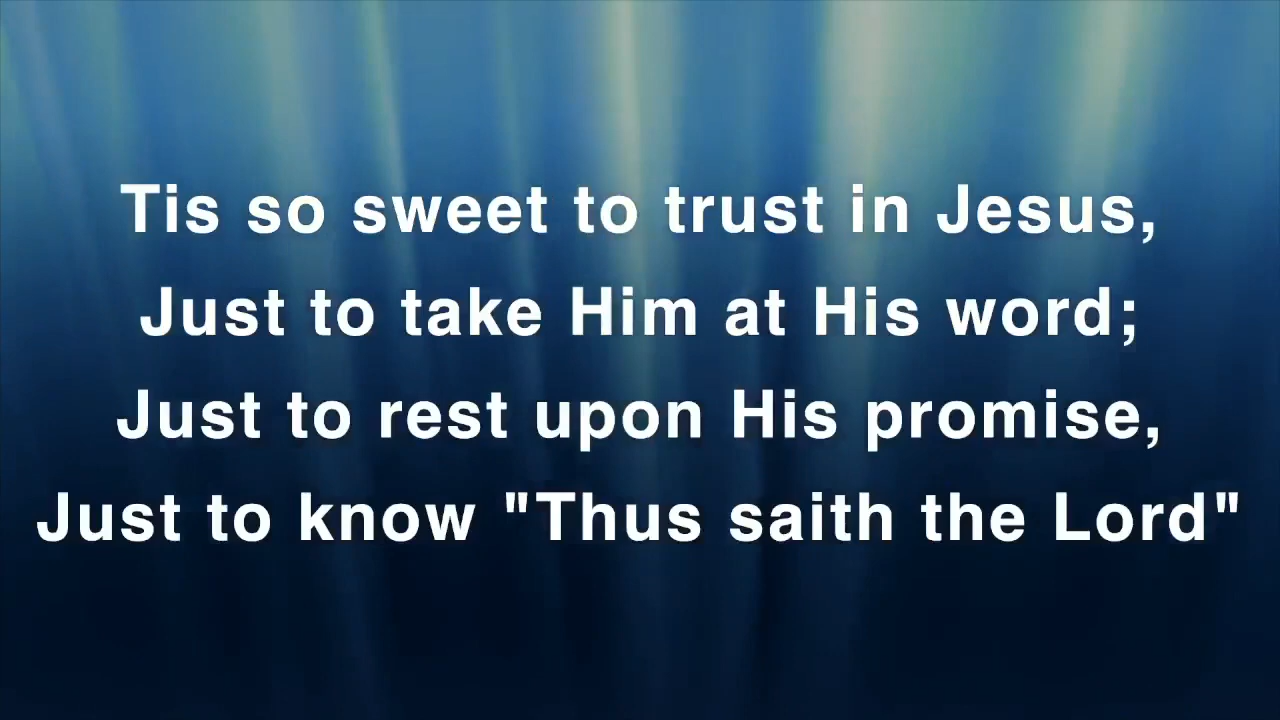 Tis so sweet to trust in Jesus,
Just to take Him at His word;
Just to rest upon His promise,
Just to know "Thus saith the Lord"